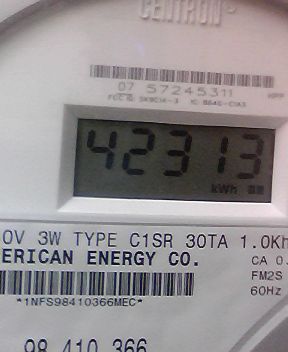 CENTRON
07 57245311
42313
kWh
0V 3W TYPE C1SR 30TA 1.0Kh
ERICAN ENERGY CO.
CA 0.
FM2S
60Hz
*1NFS98410366MEC*
98 410 366